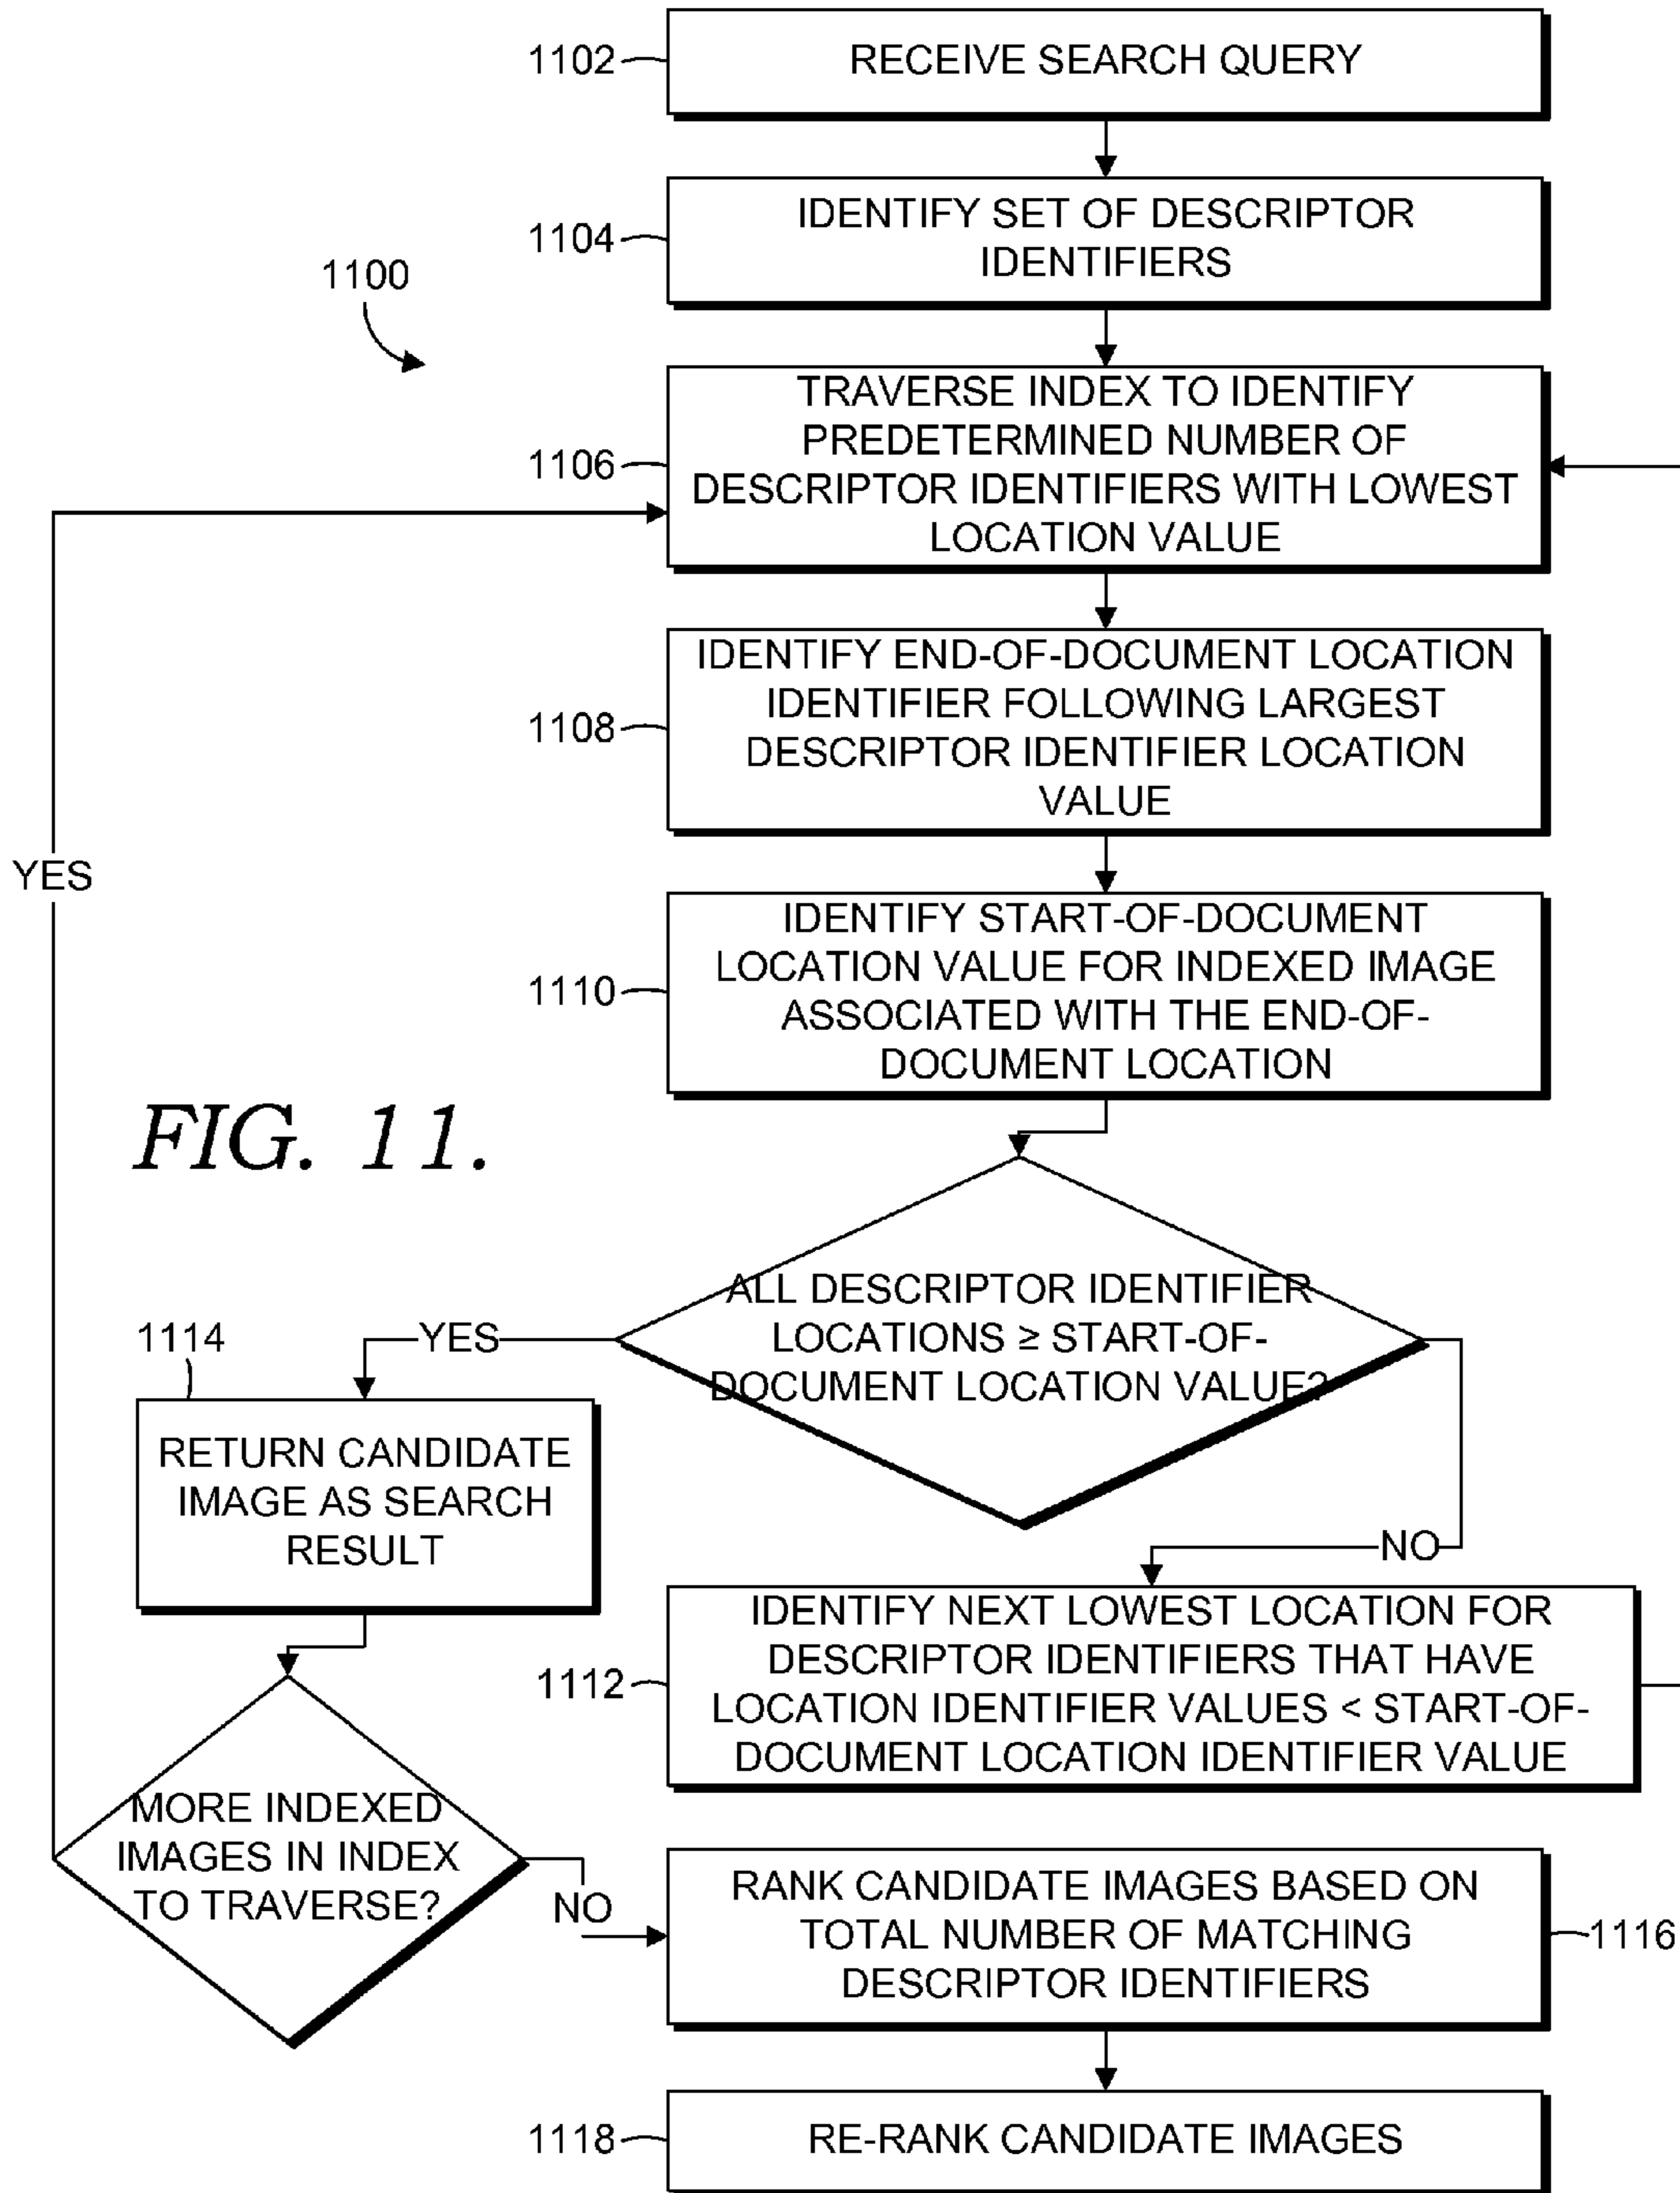 1102
RECEIVE SEARCH QUERY
1104
IDENTIFY SET OF DESCRIPTOR
IDENTIFIERS
1100
1106
TRAVERSE INDEX TO IDENTIFY
PREDETERMINED NUMBER OF
DESCRIPTOR IDENTIFIERS WITH LOWEST
LOCATION VALUE
1108
IDENTIFY END-OF-DOCUMENT LOCATION
IDENTIFIER FOLLOWING LARGEST
DESCRIPTOR IDENTIFIER LOCATION
VALUE
YES
1110
IDENTIFY START-OF-DOCUMENT
LOCATION VALUE FOR INDEXED IMAGE
ASSOCIATED WITH THE END-OF-
DOCUMENT LOCATION
FIG. 11.
ALL DESCRIPTOR IDENTIFIER
LOCATIONS ≥ START-OF-
DOCUMENT LOCATION VALUE?
YES
1114
RETURN CANDIDATE
IMAGE AS SEARCH
RESULT
NO
1112
IDENTIFY NEXT LOWEST LOCATION FOR
DESCRIPTOR IDENTIFIERS THAT HAVE
LOCATION IDENTIFIER VALUES < START-OF-
DOCUMENT LOCATION IDENTIFIER VALUE
MORE INDEXED
IMAGES IN INDEX
TO TRAVERSE?
NO
RANK CANDIDATE IMAGES BASED ON
TOTAL NUMBER OF MATCHING
DESCRIPTOR IDENTIFIERS
1116
1118
RE-RANK CANDIDATE IMAGES